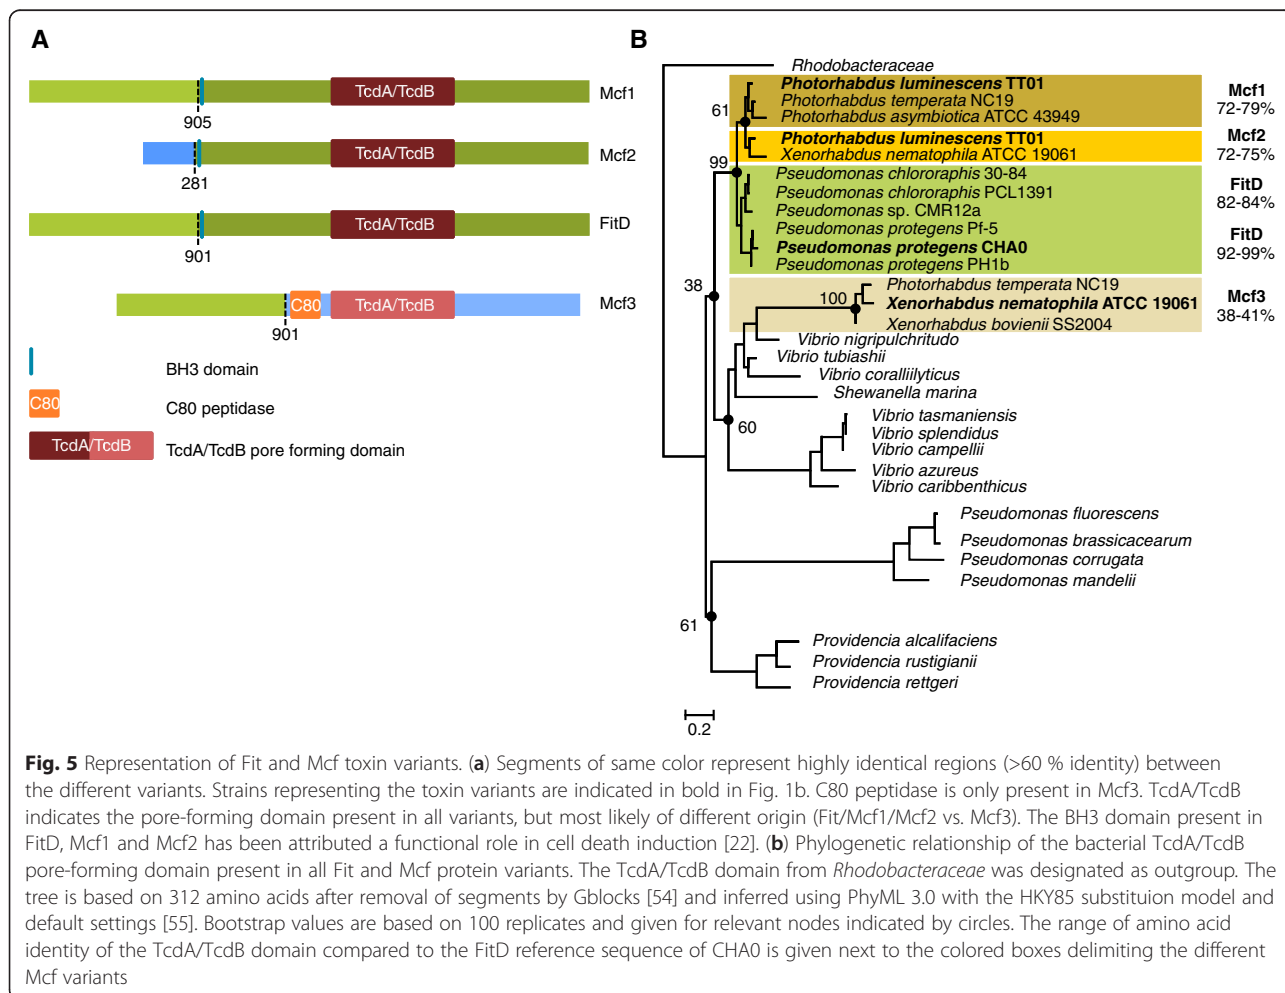 A
TcdA/TcdB
Mcf1
905
TcdA/TcdB
Mcf2
281
TcdA/TcdB
FitD
901
C80
TcdA/TcdB
Mcf3
901
BH3 domain
C80
C80 peptidase
TcdA/TcdB
TcdA/TcdB pore forming domain
B
Rhodobacteraceae
Photorhabdus luminescens TT01
Photorhabdus temperata NC19
Photorhabdus asymbiotica ATCC 43949
Mcf1
72-79%
61
Photorhabdus luminescens TT01
Xenorhabdus nematophila ATCC 19061
Mcf2
72-75%
99
Pseudomonas chlororaphis 30-84
Pseudomonas chlororaphis PCL1391
Pseudomonas sp. CMR12a
Pseudomonas protegens Pf-5
Pseudomonas protegens CHA0
Pseudomonas protegens PH1b
FitD
82-84%
FitD
92-99%
38
100
Photorhabdus temperata NC19
Xenorhabdus nematophila ATCC 19061
Xenorhabdus bovienii SS2004
Mcf3
38-41%
Vibrio nigripulchritudo
Vibrio tubiashii
Vibrio coralliilyticus
Shewanella marina
60
Vibrio tasmaniensis
Vibrio splendidus
Vibrio campellii
Vibrio azureus
Vibrio caribbenthicus
Pseudomonas fluorescens
Pseudomonas brassicacearum
Pseudomonas corrugata
Pseudomonas mandelii
61
Providencia alcalifaciens
Providencia rustigianii
Providencia rettgeri
0.2
Fig. 5 Representation of Fit and Mcf toxin variants. (a) Segments of same color represent highly identical regions (>60 % identity) between
the different variants. Strains representing the toxin variants are indicated in bold in Fig. 1b. C80 peptidase is only present in Mcf3. TcdA/TcdB
indicates the pore-forming domain present in all variants, but most likely of different origin (Fit/Mcf1/Mcf2 vs. Mcf3). The BH3 domain present in
FitD, Mcf1 and Mcf2 has been attributed a functional role in cell death induction [22]. (b) Phylogenetic relationship of the bacterial TcdA/TcdB
pore-forming domain present in all Fit and Mcf protein variants. The TcdA/TcdB domain from Rhodobacteraceae was designated as outgroup. The
tree is based on 312 amino acids after removal of segments by Gblocks [54] and inferred using PhyML 3.0 with the HKY85 substituion model and
default settings [55]. Bootstrap values are based on 100 replicates and given for relevant nodes indicated by circles. The range of amino acid
identity of the TcdA/TcdB domain compared to the FitD reference sequence of CHA0 is given next to the colored boxes delimiting the different
Mcf variants